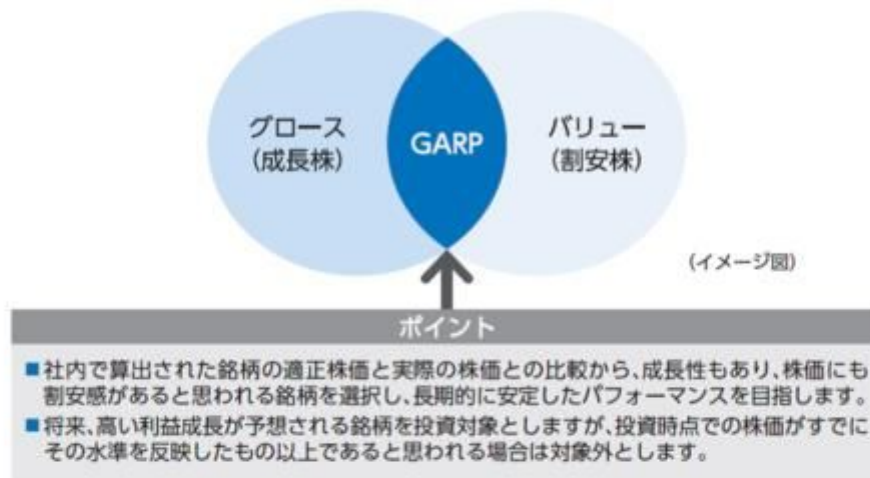 グロース
(成長株)
GARP
バリュー
(割安株)
(イメージ図)
ポイント
■社内で算出された銘柄の適正株価と実際の株価との比較から、成長性もあり、株価にも
割安感があると思われる銘柄を選択し、長期的に安定したパフォーマンスを目指します。
■将来、高い利益成長が予想される銘柄を投資対象としますが、投資時点での株価がすでに
その水準を反映したもの以上であると思われる場合は対象外とします。